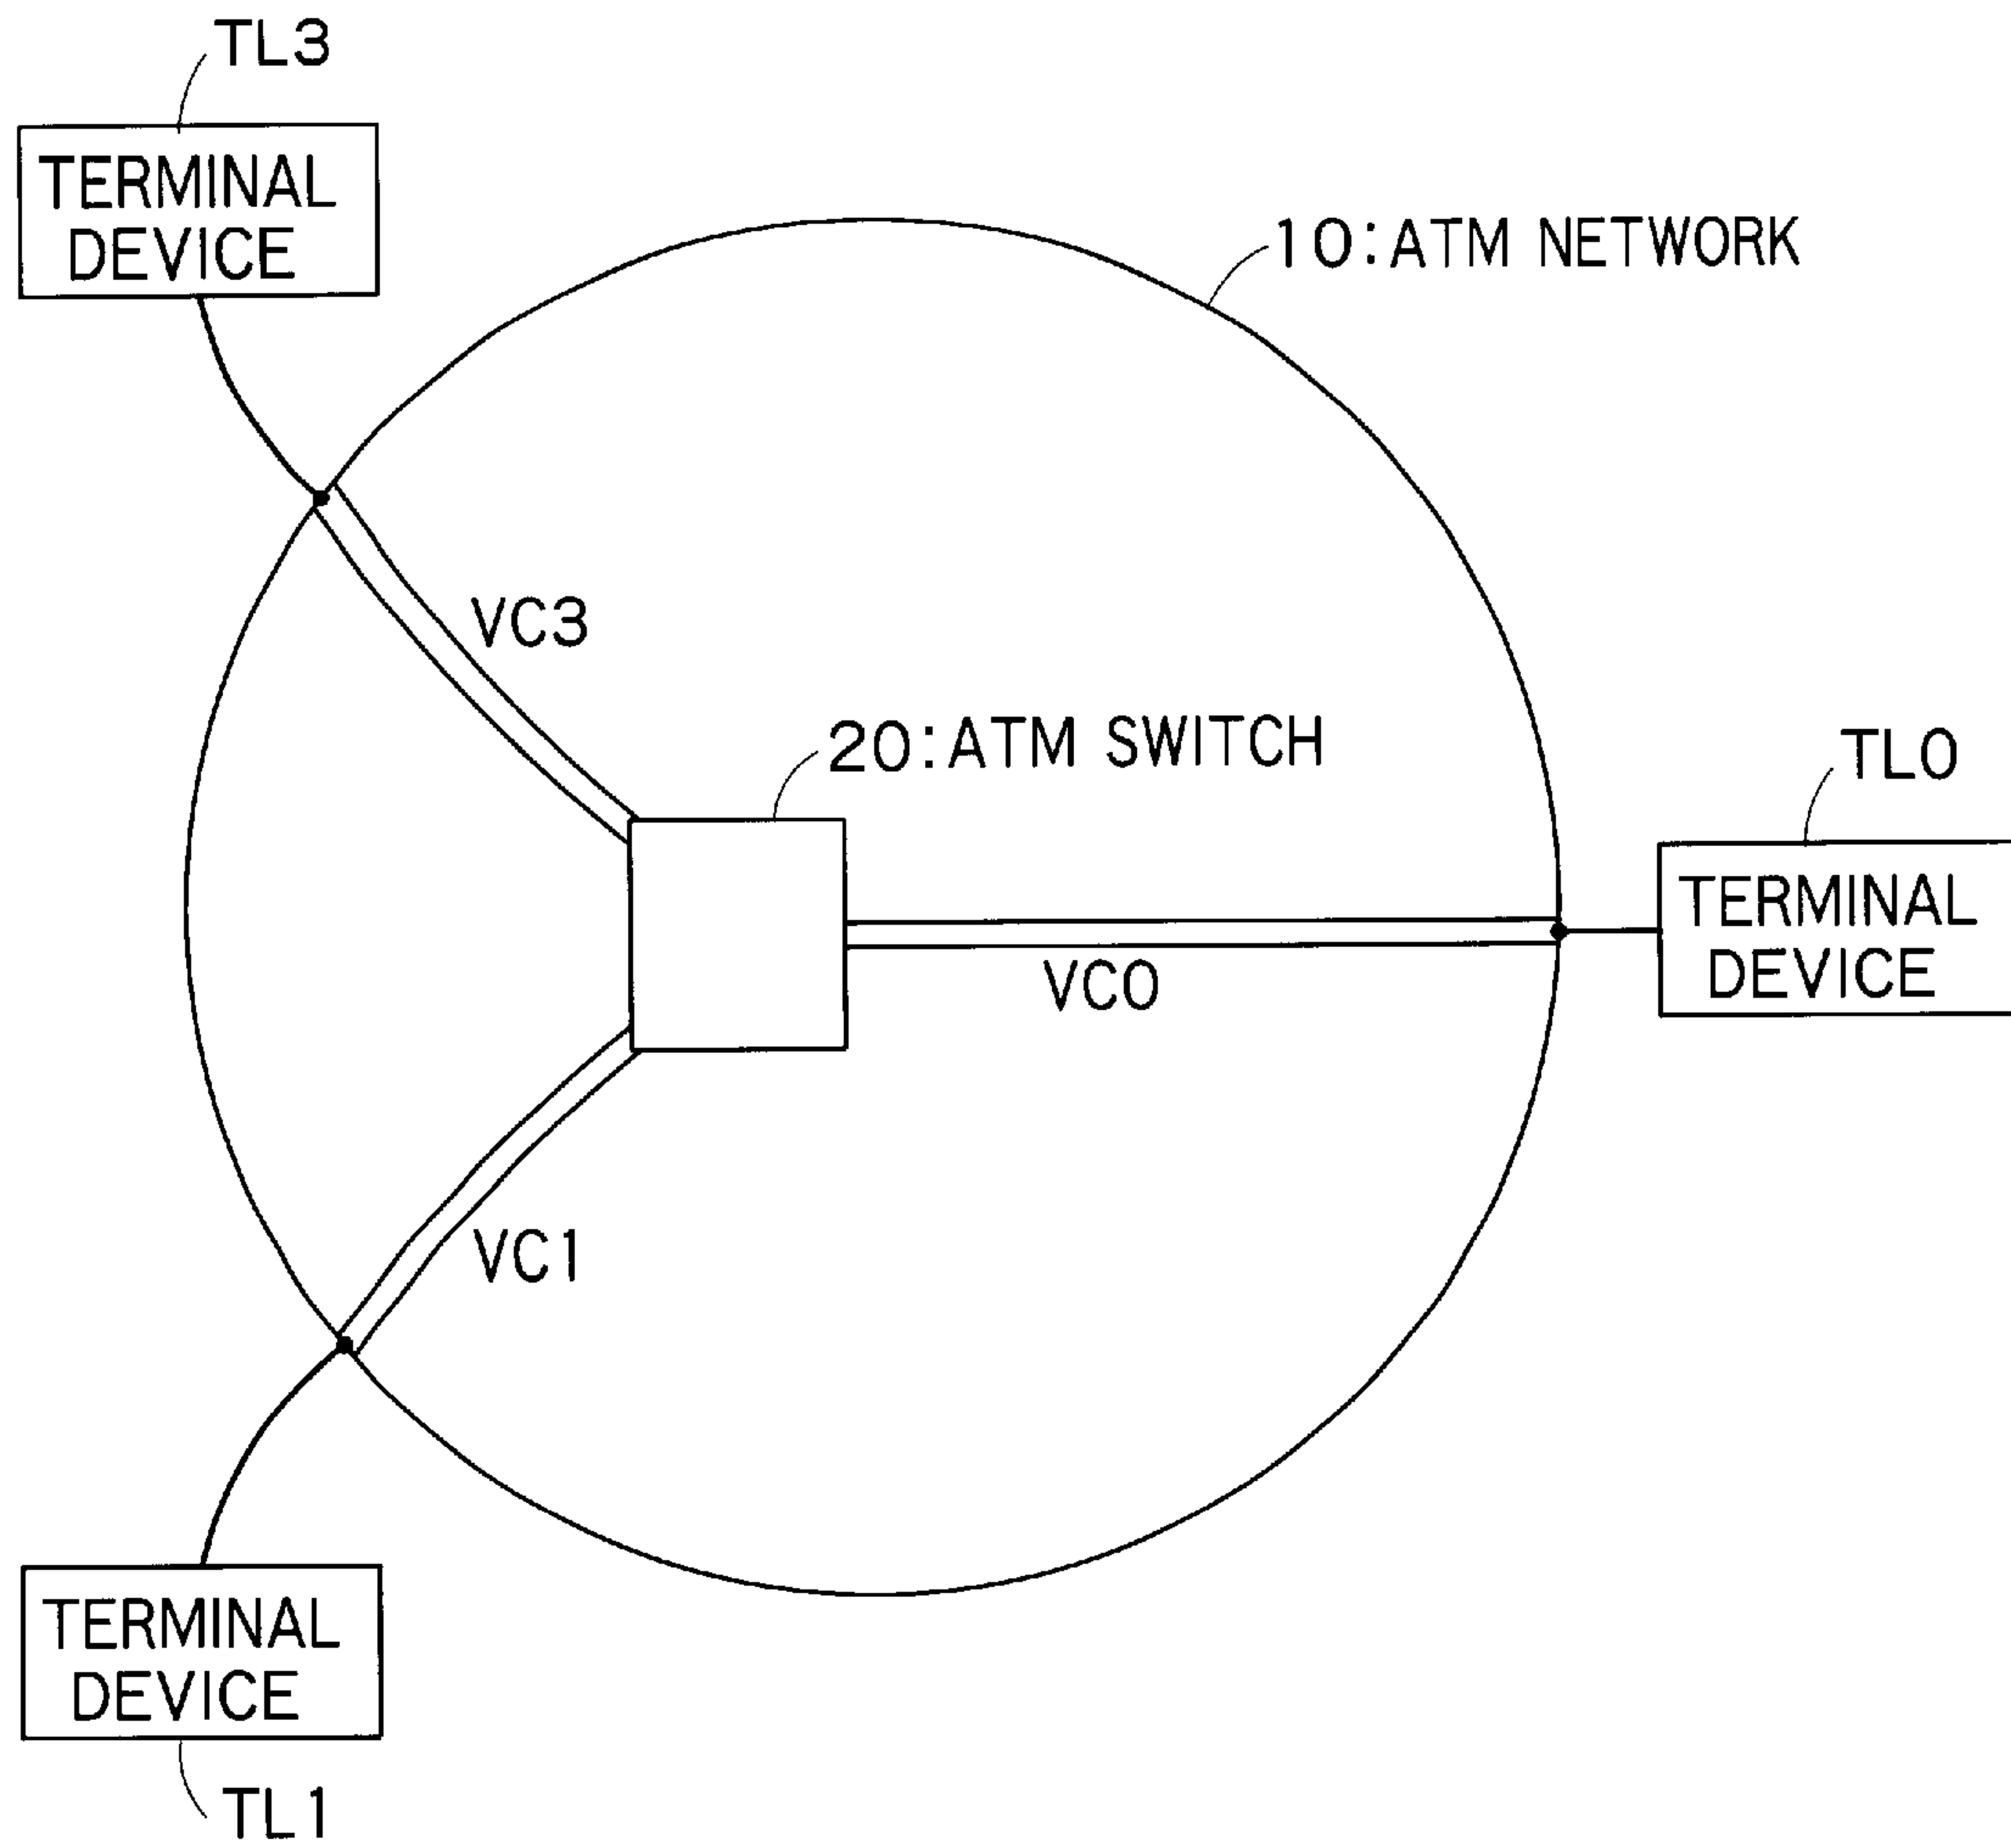 TL3
TERMINAL
DEVICE
10:ATM NETWORK
VC3
20:ATM SWITCH
TL0
TERMINAL
DEVICE
VC0
VC1
TERMINAL
DEVICE
TL1